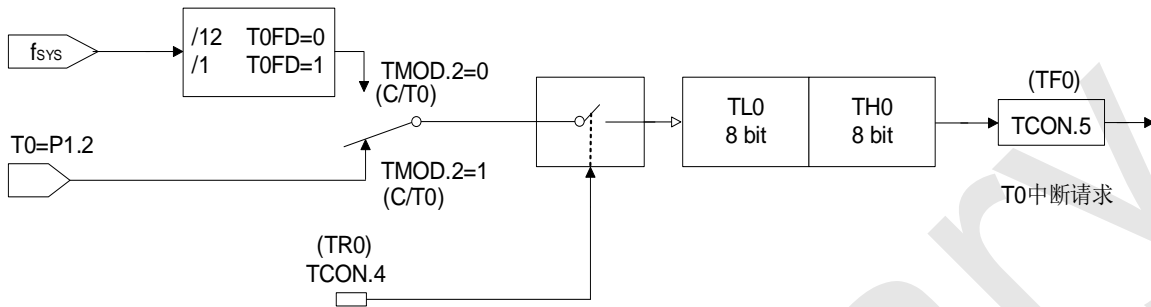 fSYS
/12 T0FD=0
/1 T0FD=1
TMOD.2=0
(C/T0)
T0=P1.2
TMOD.2=1
(C/T0)
(TR0)
TCON.4
TL0
8 bit
TH0
8 bit
(TF0)
TCON.5
T0中断请求